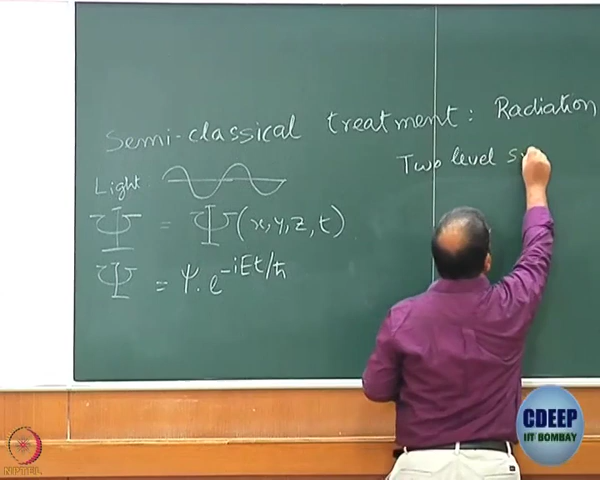 Semi-classical treatment: Radiation
Two level
Light
Ψ = Ψ(x,y,z,t)
Ψ = ψ. e^{-iEt/ħ}
CDEEP
IIT BOMBAY
NPTEL